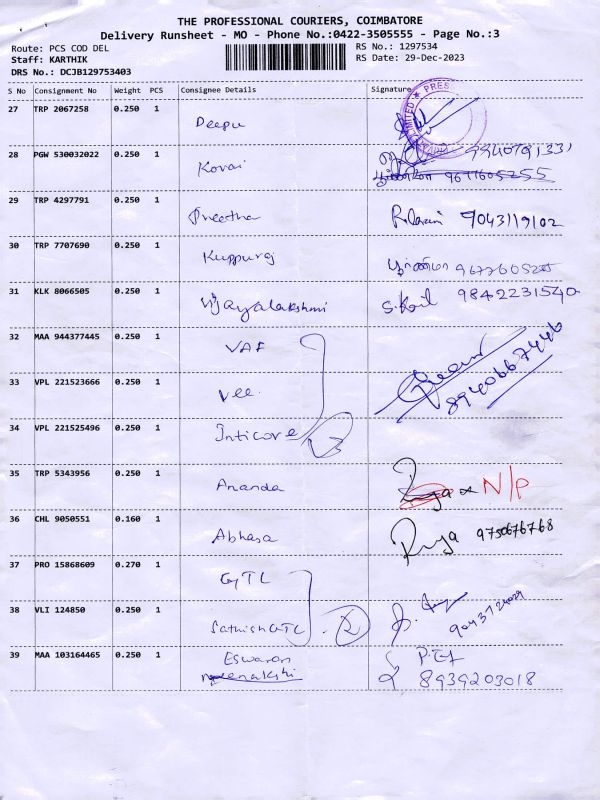 THE PROFESSIONAL COURIERS, COIMBATORE
Delivery Runsheet - MO - Phone No.:0422-3505555 - Page No.:3
Route: PCS COD DEL
RS No.: 1297534
Staff: KARTHIK
RS Date: 29-Dec-2023
DRS No.: DCJB129753403
S No Consignment No Weight PCS Consignee Details Signature
27 TRP 2067258 0.250 1 Deepu
28 PGW 530032022 0.250 1 Kovai
29 TRP 4297791 0.250 1 Preetha 9043119102
30 TRP 7707690 0.250 1 Kuppuraj
31 KLK 8066505 0.250 1 Vijayalakshmi 9842231540
32 MAA 944377445 0.250 1 VAF
33 VPL 221523666 0.250 1 Vee. 8940667446
34 VPL 221525496 0.250 1 Inticore
35 TRP 5343956 0.250 1 Ananda N/P
36 CHL 9050551 0.160 1 Abhasa Riya 9750676768
37 PRO 15868609 0.270 1 GTL
38 VLI 124850 0.250 1 Sathish GTL 2
39 MAA 103164465 0.250 1 Eswaran
8939203018